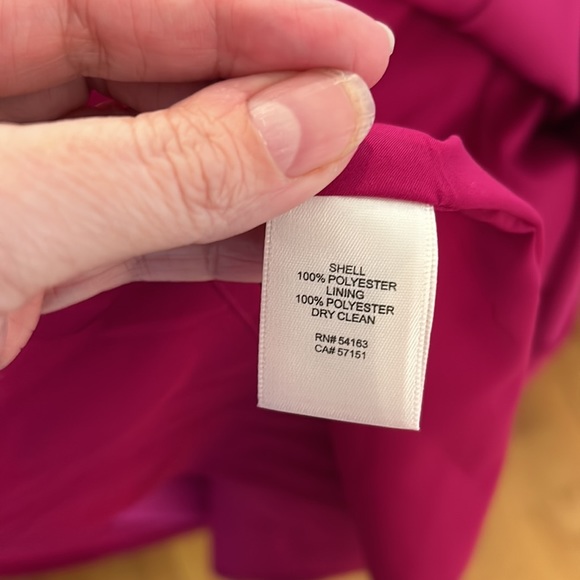 SHELL
100% POLYESTER
LINING
100% POLYESTER
DRY CLEAN
RN# 54163
CA# 57151